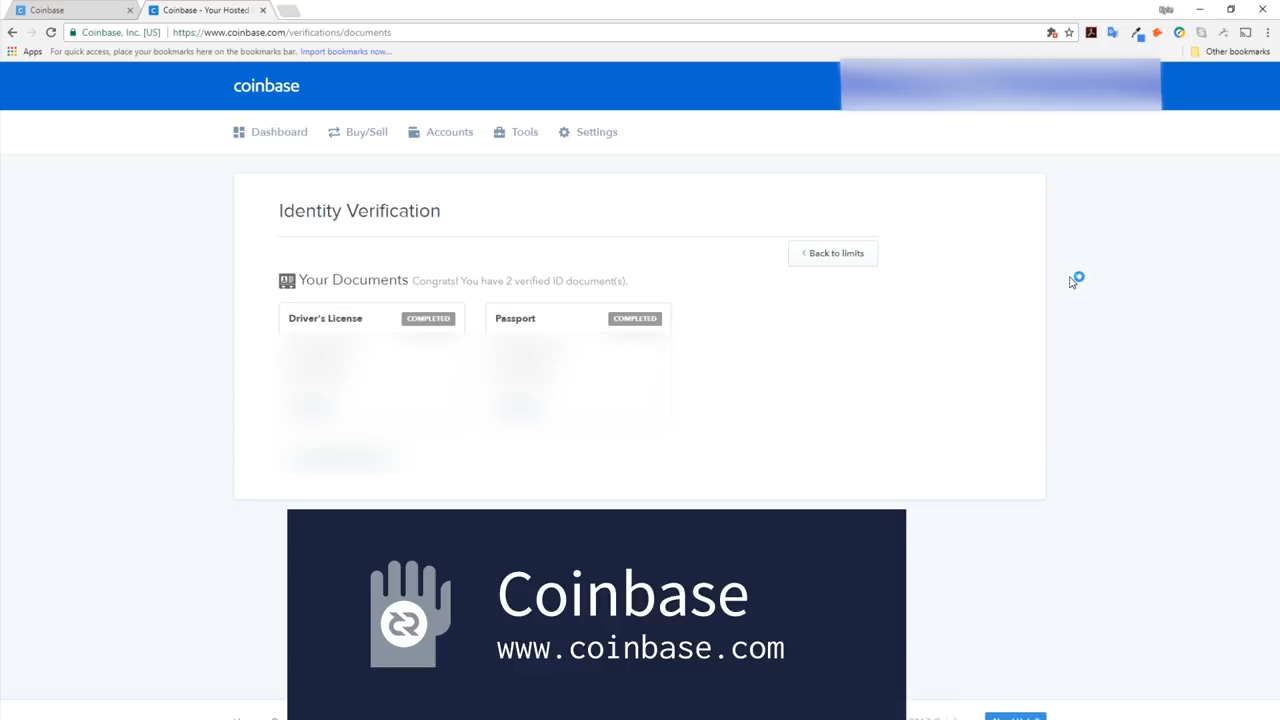 Coinbase
Coinbase - Your Hosted
Kyle
Coinbase, Inc. [US] https://www.coinbase.com/verifications/documents
Apps For quick access, place your bookmarks here on the bookmarks bar. Import bookmarks now... Other bookmarks
coinbase
Dashboard Buy/Sell Accounts Tools Settings
Identity Verification
Back to limits
Your Documents Congrats! You have 2 verified ID document(s).
Driver's License COMPLETED Passport COMPLETED
Coinbase
www.coinbase.com